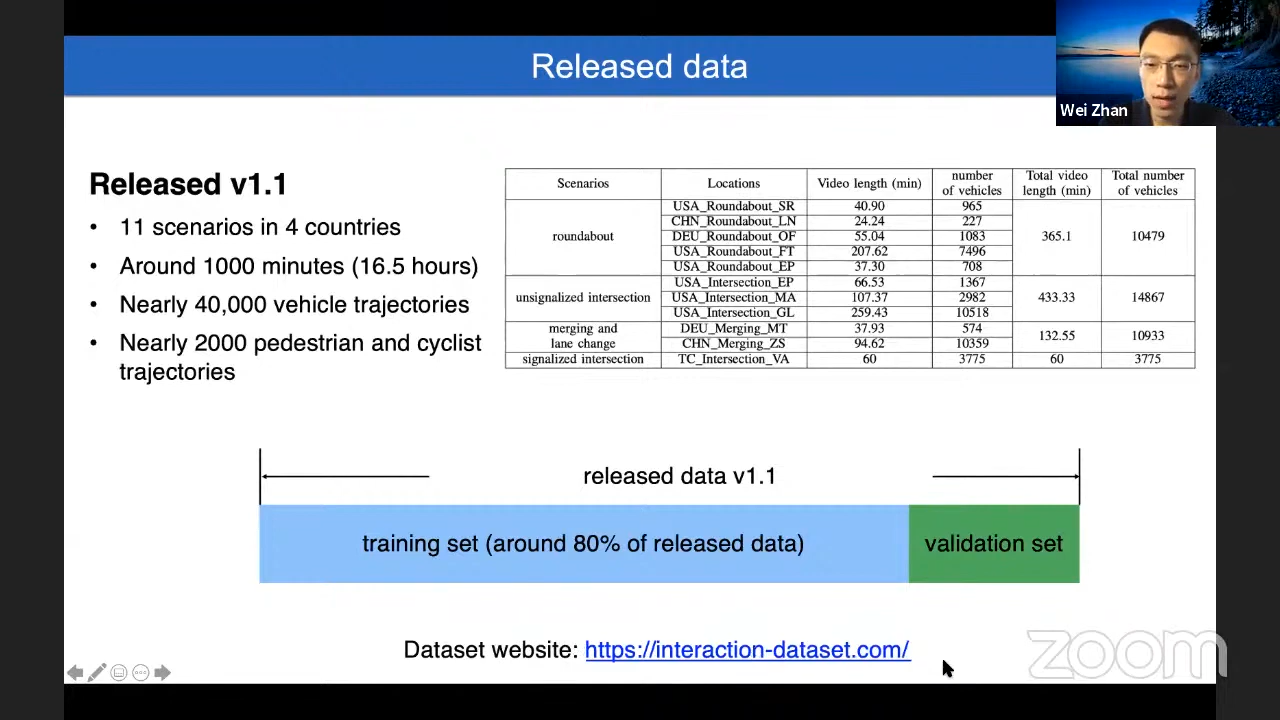 Released data
Wei Zhan
Released v1.1
• 11 scenarios in 4 countries
• Around 1000 minutes (16.5 hours)
• Nearly 40,000 vehicle trajectories
• Nearly 2000 pedestrian and cyclist
trajectories
Scenarios Locations Video length (min) number of vehicles Total video length (min) Total number of vehicles
roundabout USA_Roundabout_SR 40.90 965 365.1 10479
CHN_Roundabout_LN 24.24 227
DEU_Roundabout_OF 55.04 1083
USA_Roundabout_FT 207.62 7496
USA_Roundabout_EP 37.30 708
unsignalized intersection USA_Intersection_EP 66.53 1367 433.33 14867
USA_Intersection_MA 107.37 2982
USA_Intersection_GL 259.43 10518
merging and lane change DEU_Merging_MT 37.93 574 132.55 10933
CHN_Merging_ZS 94.62 10359
signalized intersection TC_Intersection_VA 60 3775 60 3775
released data v1.1
training set (around 80% of released data) validation set
Dataset website: https://interaction-dataset.com/
zoom